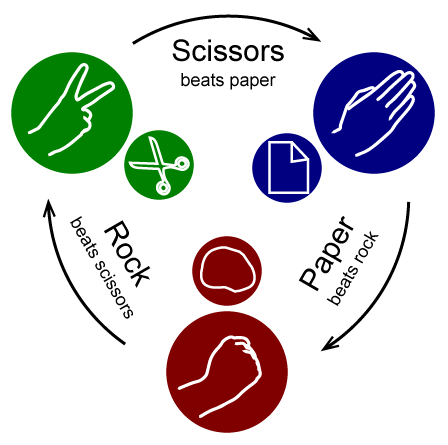 Scissors
beats paper
Rock
beats scissors
Paper
beats rock